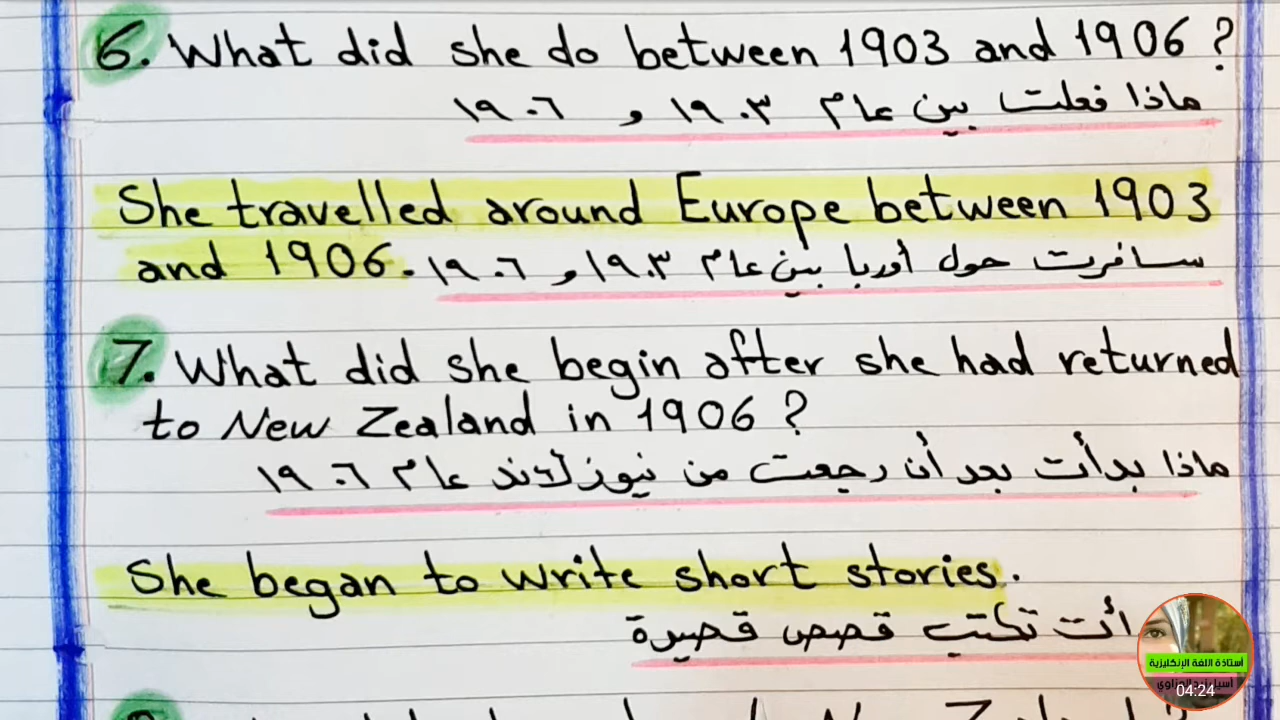 6. What did she do between 1903 and 1906 ?
ماذا فعلت بين عام ١٩٠٣ و ١٩٠٦
She travelled around Europe between 1903
and 1906. سافرت حول أوربا بين عام ١٩٠٣ و ١٩٠٦
7. What did she begin after she had returned
to New Zealand in 1906 ?
ماذا بدأت بعد أن رجعت من نيوزلاند عام ١٩٠٦
She began to write short stories.
أت تكتب قصص قصيرة
أستاذة اللغة الإنكليزية
04:24